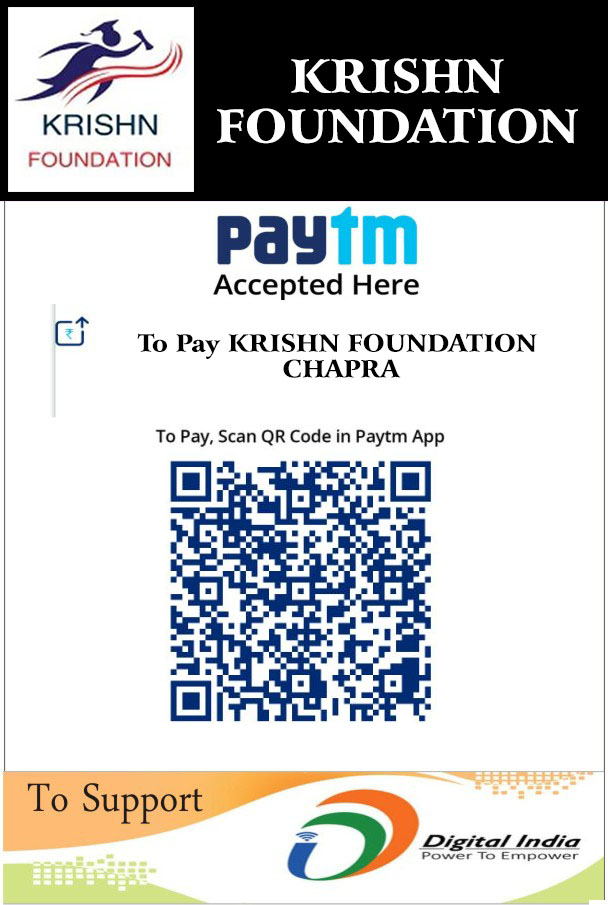 KRISHN
FOUNDATION
KRISHN
FOUNDATION
paytm
Accepted Here
₹
To Pay KRISHN FOUNDATION
CHAPRA
To Pay, Scan QR Code in Paytm App
To Support
Digital India
Power To Empower